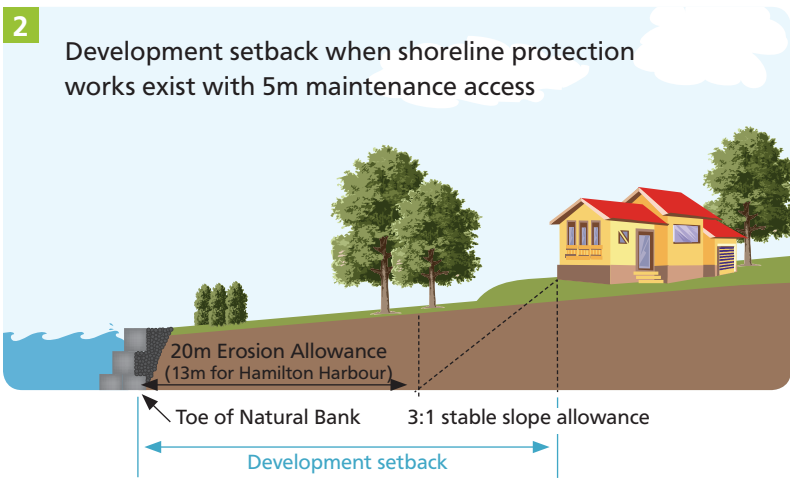 2
Development setback when shoreline protection
works exist with 5m maintenance access
20m Erosion Allowance
(13m for Hamilton Harbour)
Toe of Natural Bank
3:1 stable slope allowance
Development setback